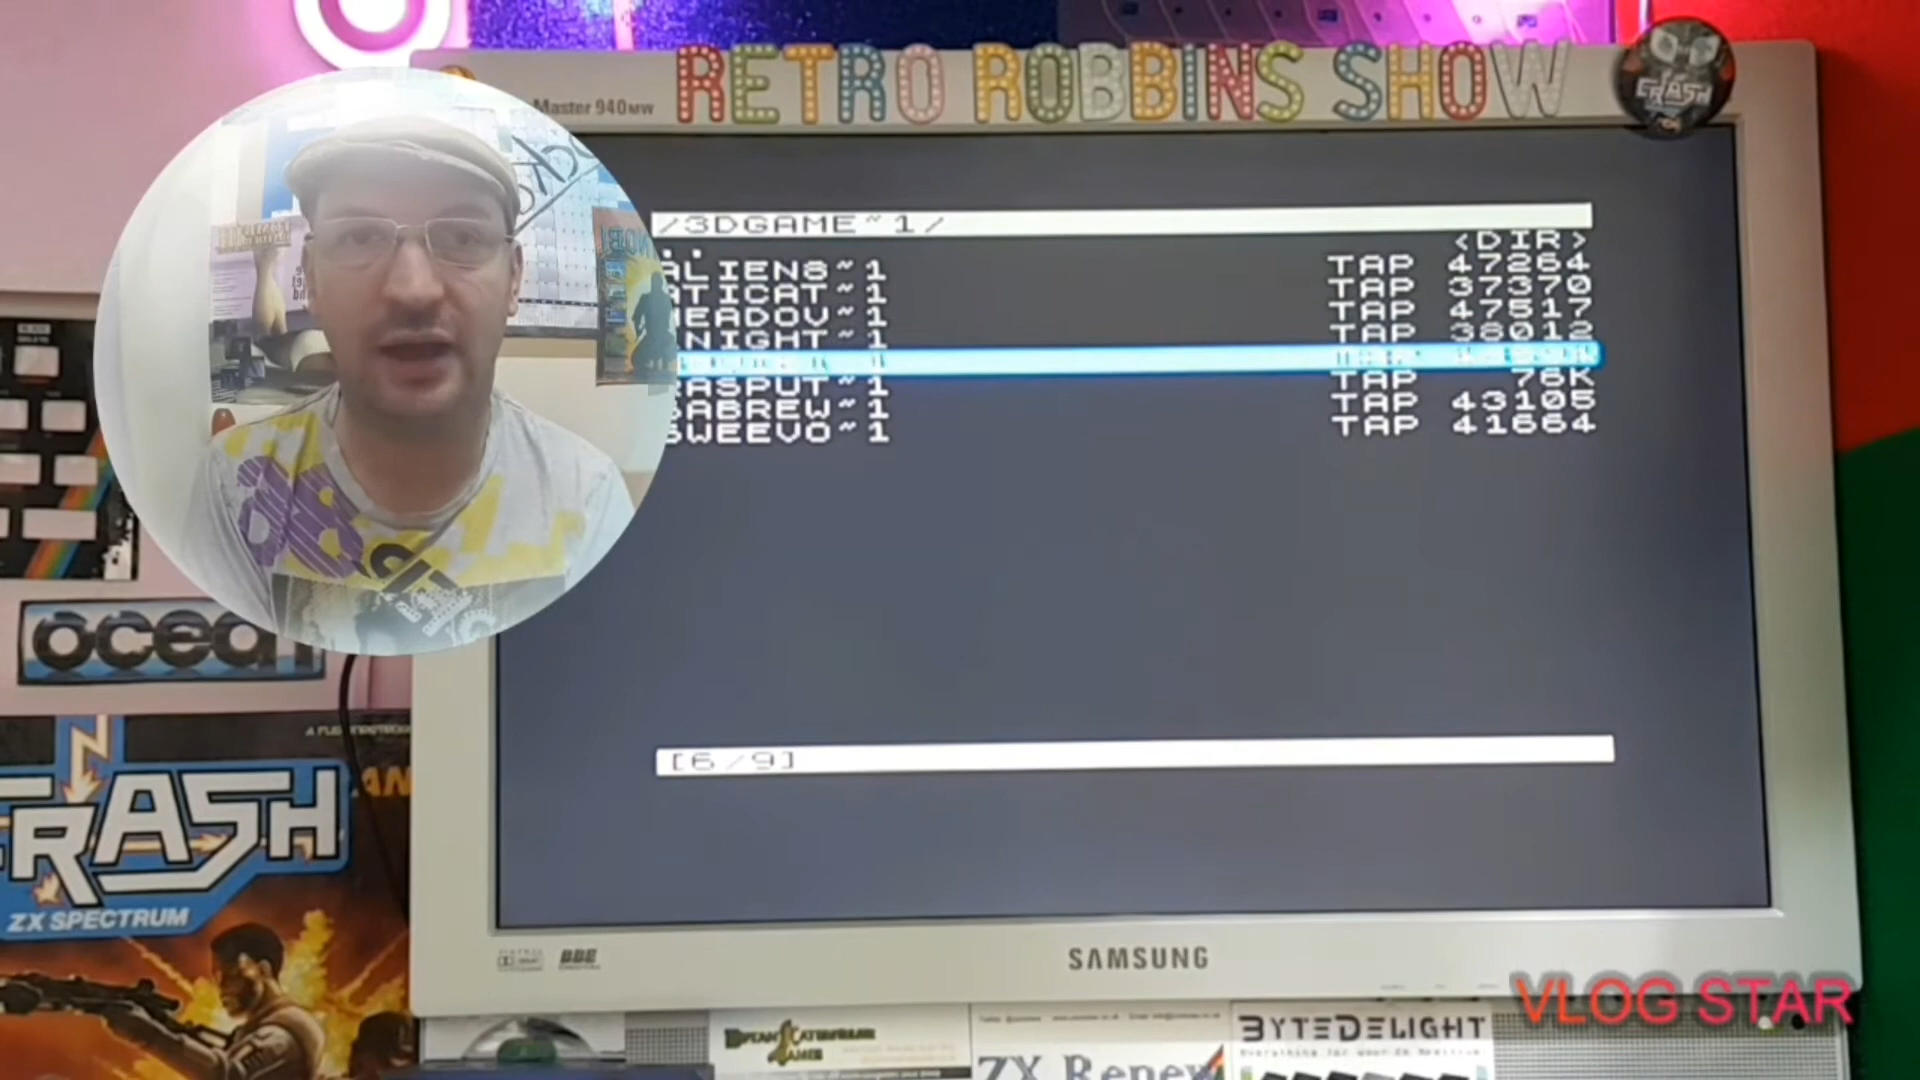 RETRO ROBBINS SHOW
CRASH
Master 940MW
/3DGAME~1/
..
<DIR>
ALIEN8~1 TAP 47264
ATICAT~1 TAP 37370
HEADOV~1 TAP 47517
KNIGHT~1 TAP 38012
RASPUT~1 TAP 76K
SABREW~1 TAP 43105
SWEEVO~1 TAP 41664
[6/9]
ocean
CRASH
ZX SPECTRUM
BBE
SAMSUNG
VLOG STAR
ZX Renew
BYTEDELIGHT